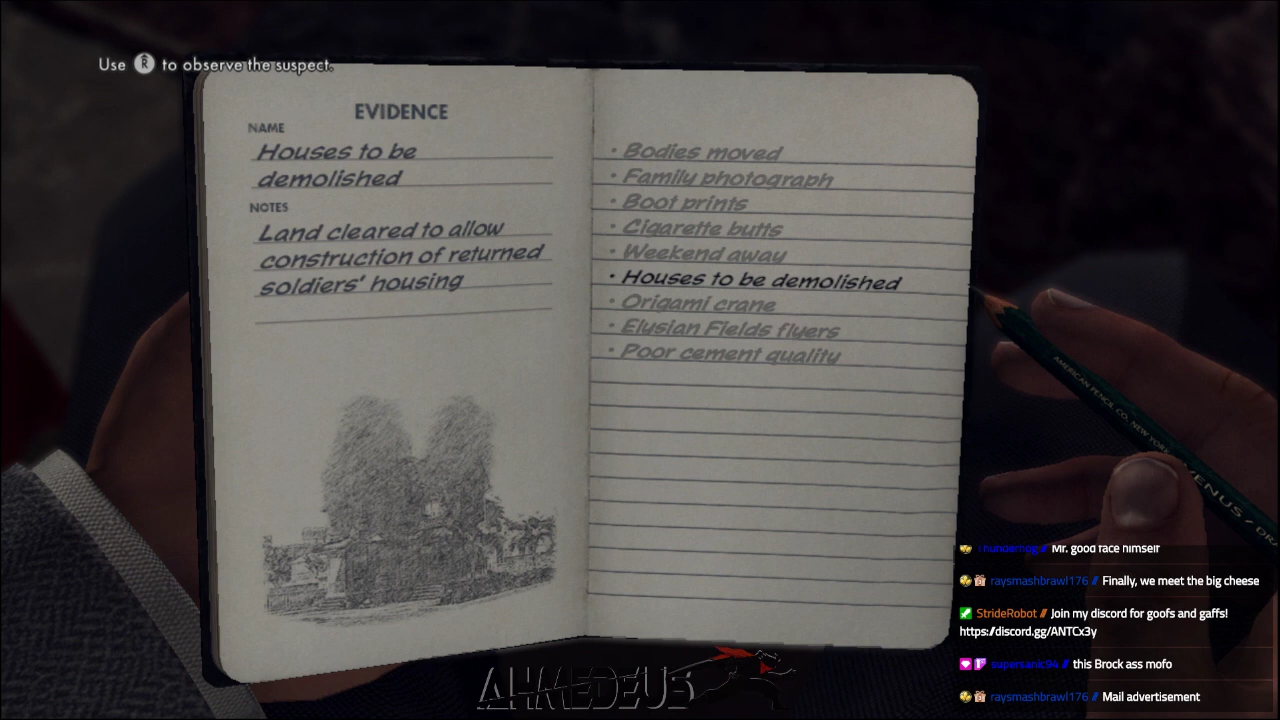 Use R to observe the suspect.
EVIDENCE
NAME
Houses to be
demolished
NOTES
Land cleared to allow
construction of returned
soldiers' housing
• Bodies moved
• Family photograph
• Boot prints
• Cigarette butts
• Weekend away
• Houses to be demolished
• Origami crane
• Elusian Fields flyers
• Poor cement quality
AMERICAN PENCIL CO. NEW YORK
VENUS
Thunderhog // Mr. good face himself
raysmashbrawl176 // Finally, we meet the big cheese
StrideRobot // Join my discord for goofs and gaffs!
https://discord.gg/ANTCx3y
supersanic94 // this Brock ass mofo
raysmashbrawl176 // Mail advertisement
AHMEDEUS